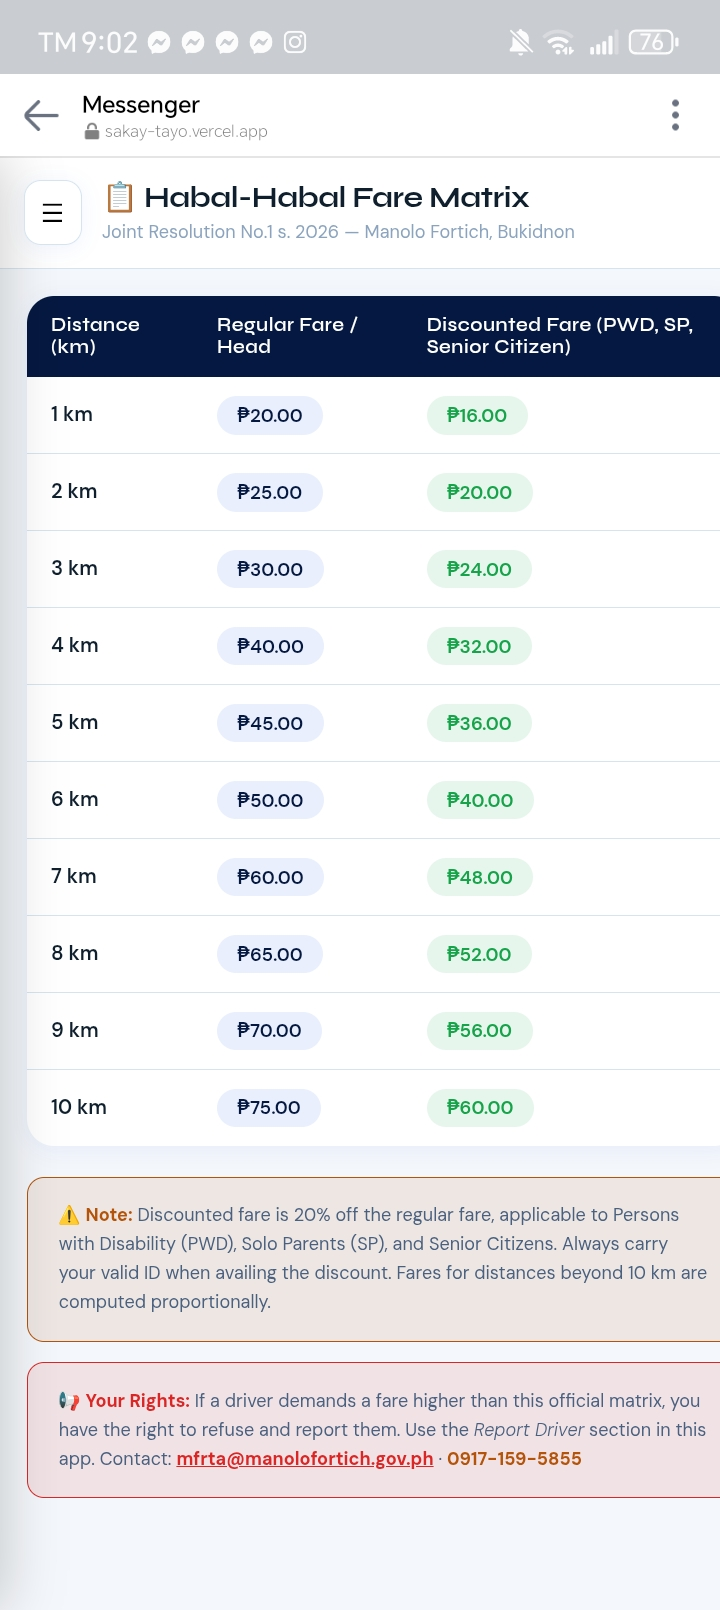 TM 9:02 76
Messenger
sakay-tayo.vercel.app
Habal-Habal Fare Matrix
Joint Resolution No.1 s. 2026 — Manolo Fortich, Bukidnon
Distance (km) Regular Fare / Head Discounted Fare (PWD, SP, Senior Citizen)
1 km ₱20.00 ₱16.00
2 km ₱25.00 ₱20.00
3 km ₱30.00 ₱24.00
4 km ₱40.00 ₱32.00
5 km ₱45.00 ₱36.00
6 km ₱50.00 ₱40.00
7 km ₱60.00 ₱48.00
8 km ₱65.00 ₱52.00
9 km ₱70.00 ₱56.00
10 km ₱75.00 ₱60.00
⚠️ Note: Discounted fare is 20% off the regular fare, applicable to Persons
with Disability (PWD), Solo Parents (SP), and Senior Citizens. Always carry
your valid ID when availing the discount. Fares for distances beyond 10 km are
computed proportionally.
Your Rights: If a driver demands a fare higher than this official matrix, you
have the right to refuse and report them. Use the Report Driver section in this
app. Contact: mfrta@manolofortich.gov.ph · 0917-159-5855